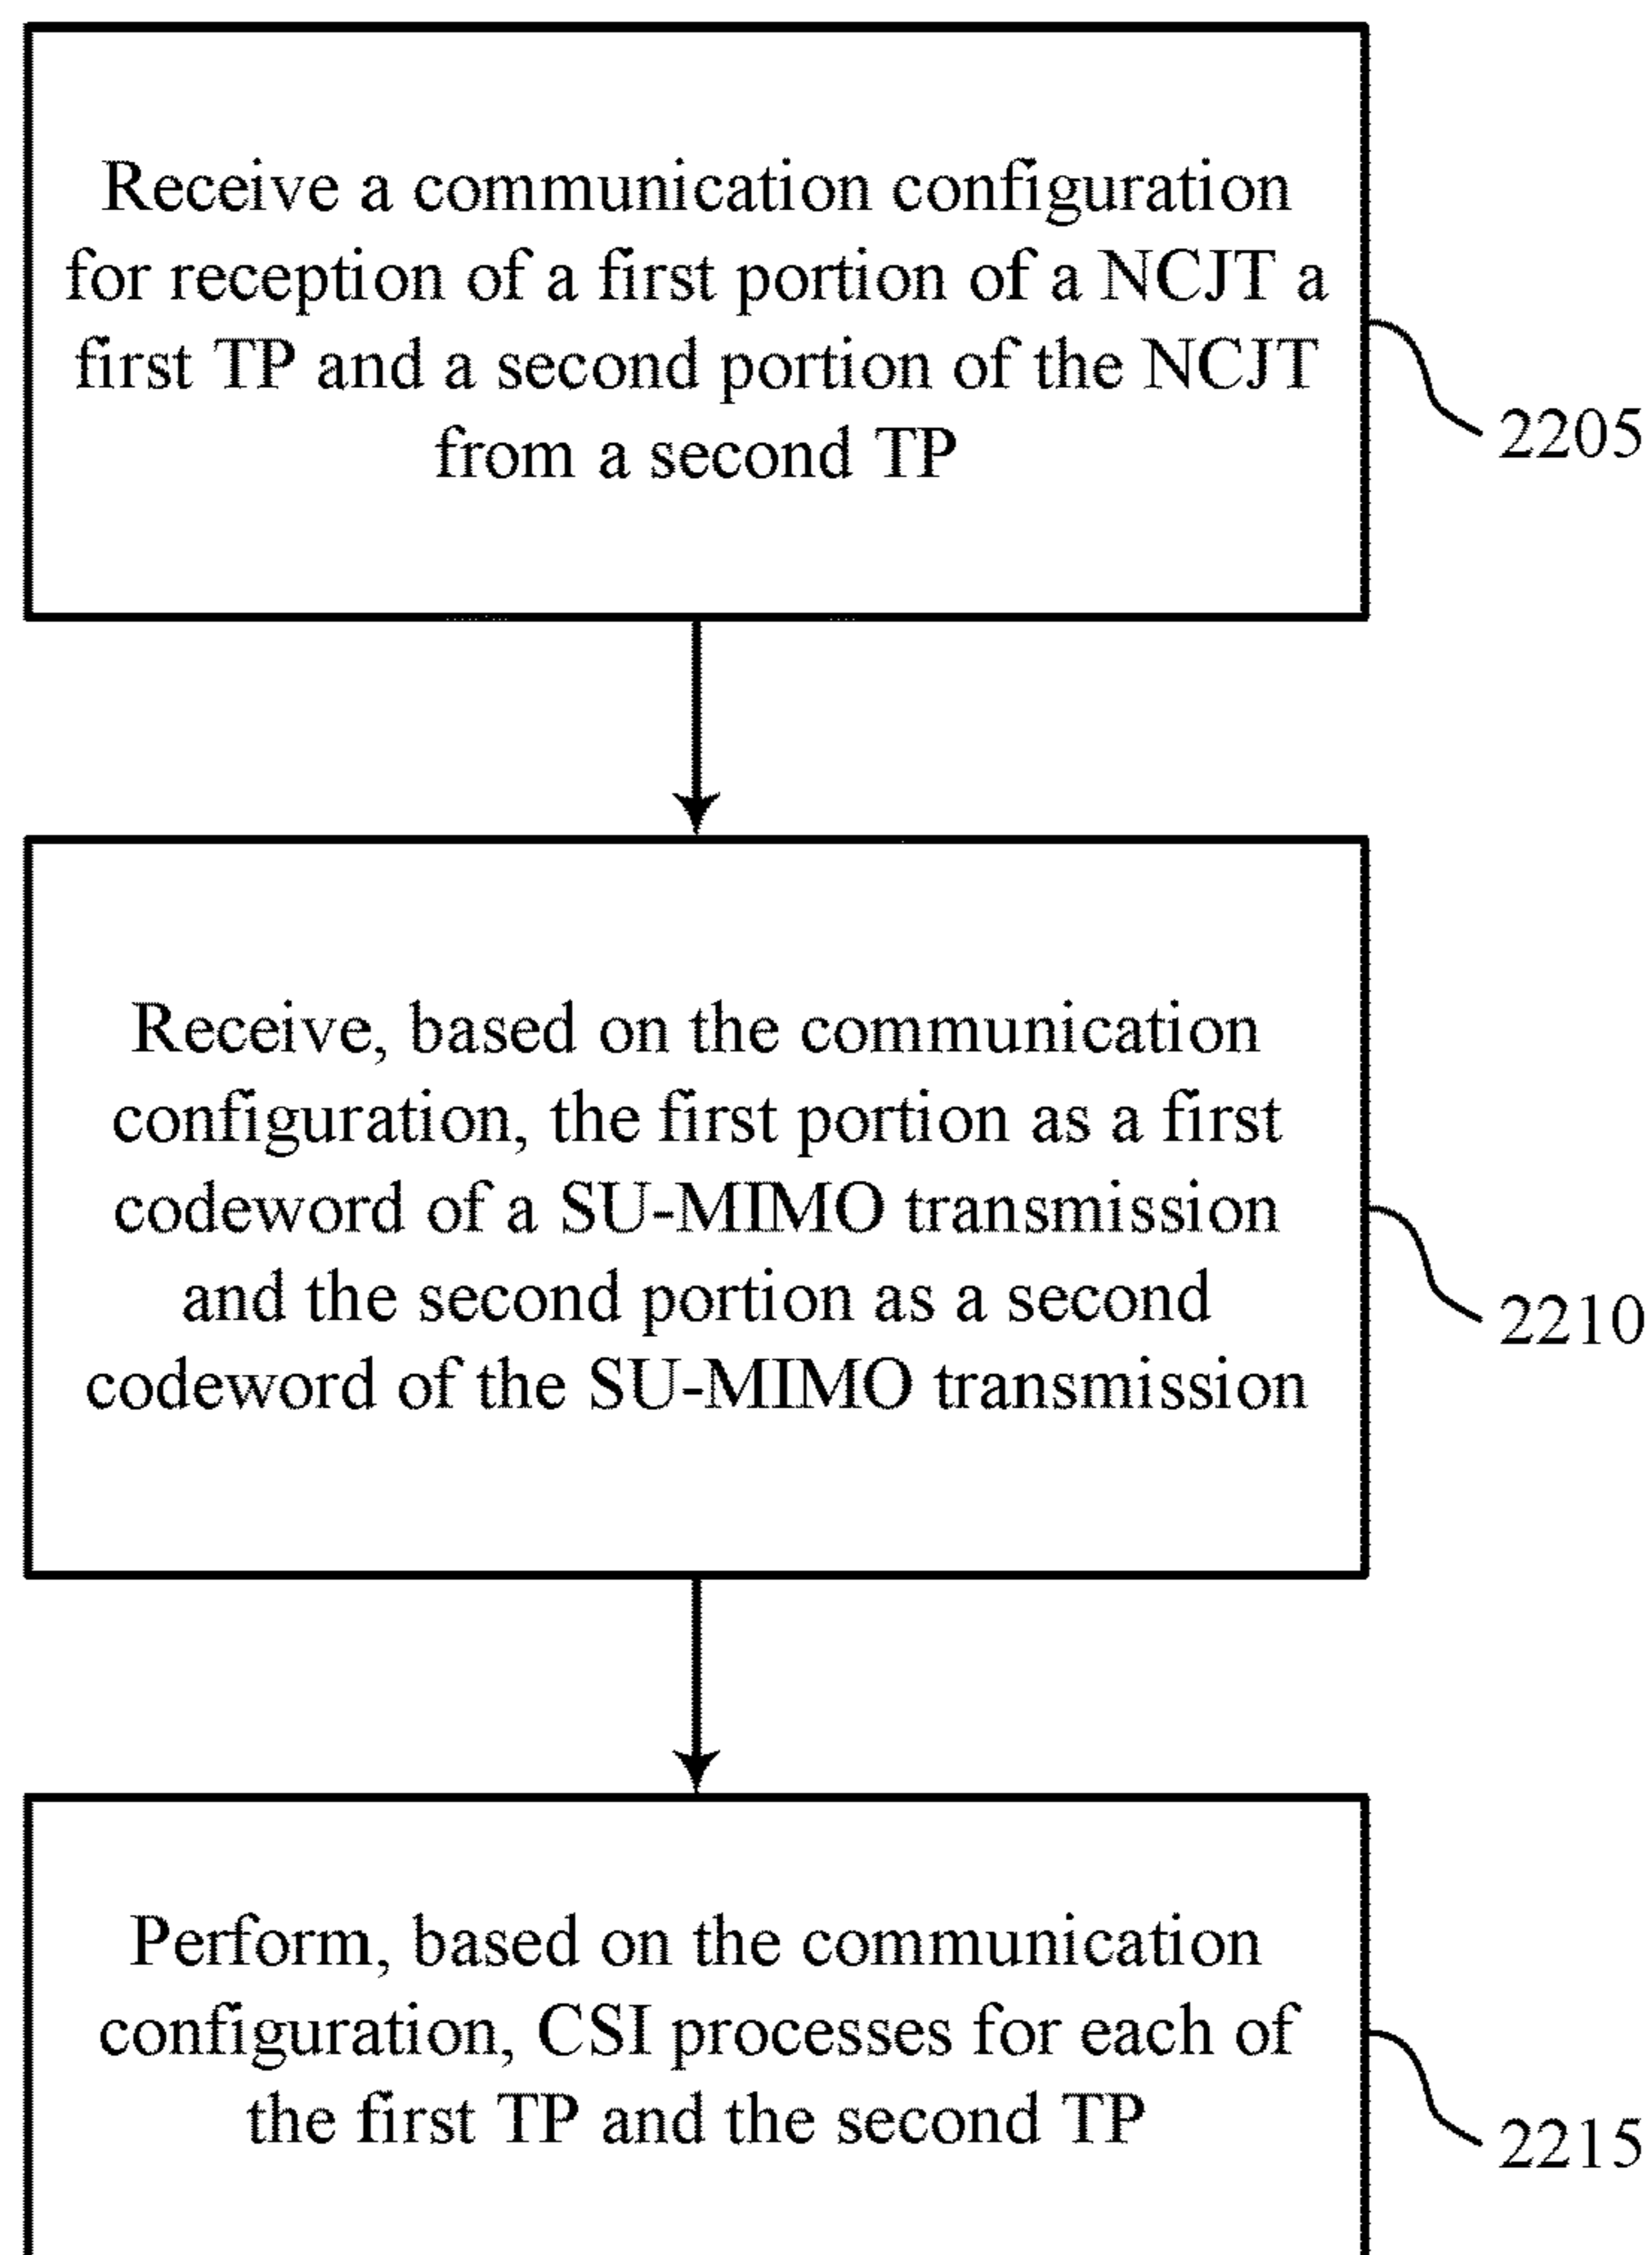 Receive a communication configuration
for reception of a first portion of a NCJT a
first TP and a second portion of the NCJT
from a second TP
2205
Receive, based on the communication
configuration, the first portion as a first
codeword of a SU-MIMO transmission
and the second portion as a second
codeword of the SU-MIMO transmission
2210
Perform, based on the communication
configuration, CSI processes for each of
the first TP and the second TP
2215